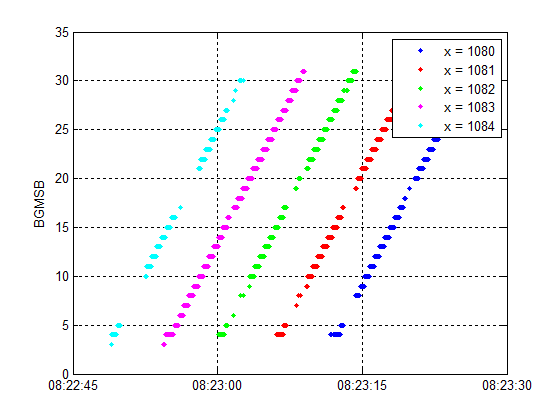 35
30
25
20
15
10
5
0
BGMSB
x = 1080
x = 1081
x = 1082
x = 1083
x = 1084
08:22:45 08:23:00 08:23:15 08:23:30